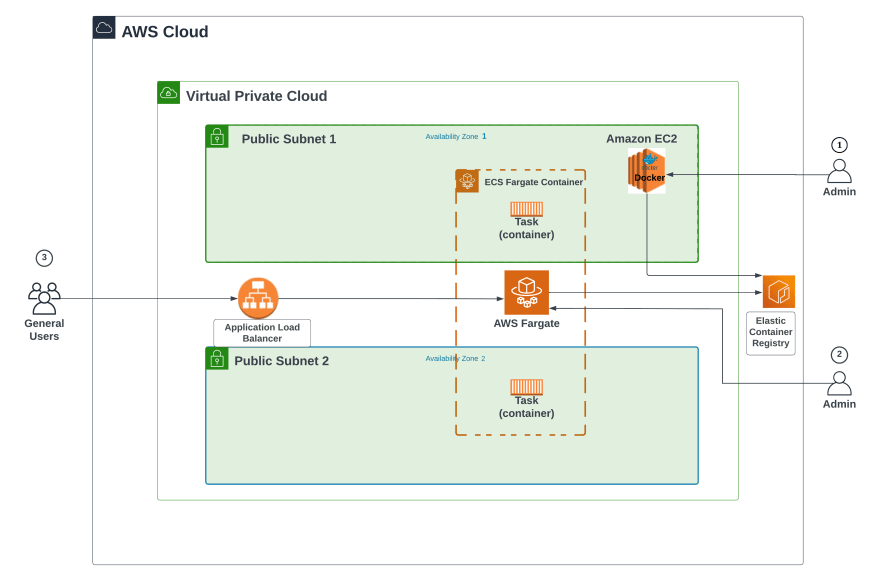 AWS Cloud
Virtual Private Cloud
Public Subnet 1
Availability Zone 1
Amazon EC2
docker
Docker
1
Admin
ECS Fargate Container
Task
(container)
3
General
Users
Application Load
Balancer
AWS Fargate
Elastic
Container
Registry
Public Subnet 2
Availability Zone 2
Task
(container)
2
Admin